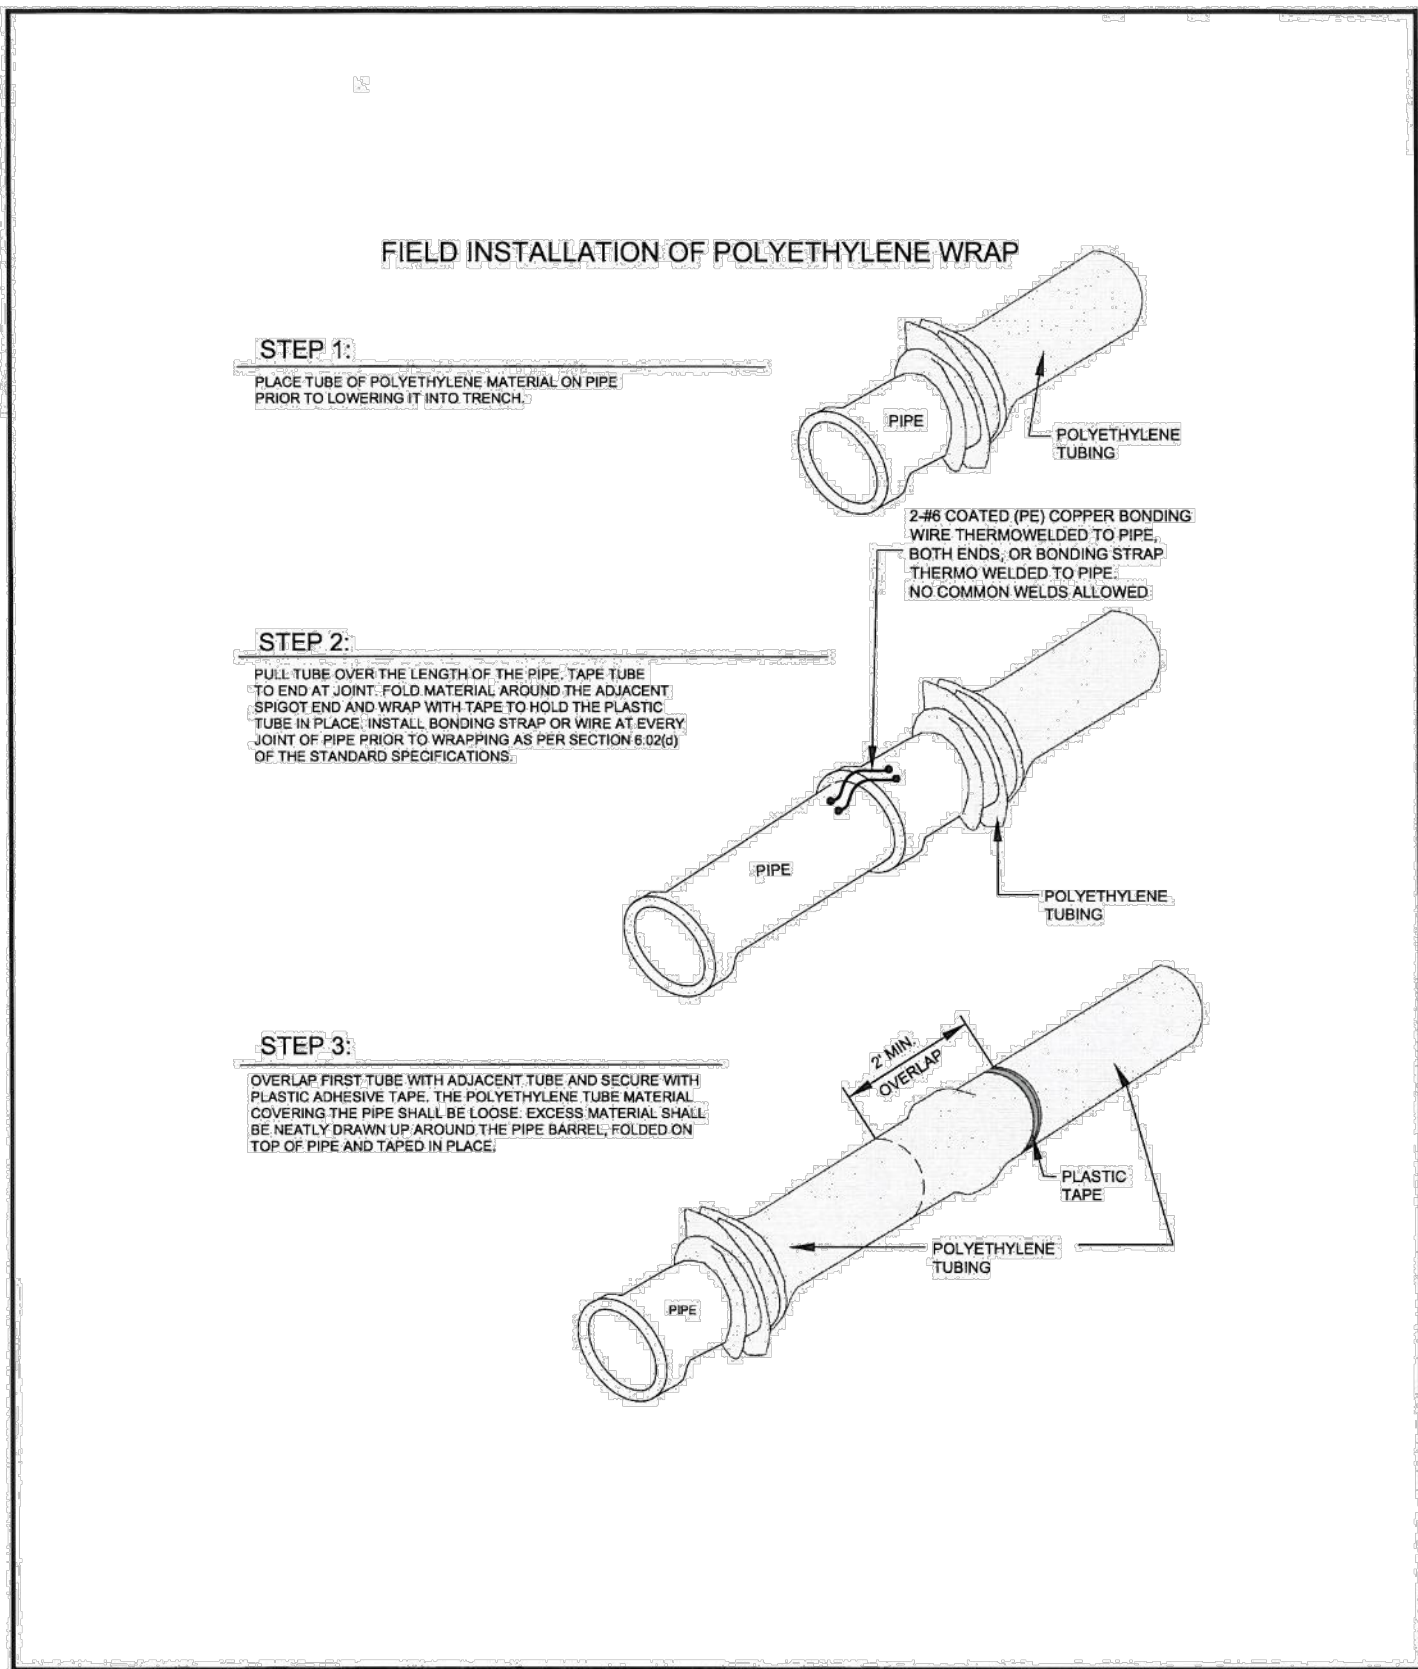 FIELD INSTALLATION OF POLYETHYLENE WRAP
STEP 1:
PLACE TUBE OF POLYETHYLENE MATERIAL ON PIPE
PRIOR TO LOWERING IT INTO TRENCH.
PIPE
POLYETHYLENE
TUBING
2-#6 COATED (PE) COPPER BONDING
WIRE THERMOWELDED TO PIPE,
BOTH ENDS, OR BONDING STRAP
THERMO WELDED TO PIPE.
NO COMMON WELDS ALLOWED
STEP 2:
PULL TUBE OVER THE LENGTH OF THE PIPE. TAPE TUBE
TO END AT JOINT. FOLD MATERIAL AROUND THE ADJACENT
SPIGOT END AND WRAP WITH TAPE TO HOLD THE PLASTIC
TUBE IN PLACE. INSTALL BONDING STRAP OR WIRE AT EVERY
JOINT OF PIPE PRIOR TO WRAPPING AS PER SECTION 6.02(d)
OF THE STANDARD SPECIFICATIONS.
PIPE
POLYETHYLENE
TUBING
STEP 3:
OVERLAP FIRST TUBE WITH ADJACENT TUBE AND SECURE WITH
PLASTIC ADHESIVE TAPE. THE POLYETHYLENE TUBE MATERIAL
COVERING THE PIPE SHALL BE LOOSE. EXCESS MATERIAL SHALL
BE NEATLY DRAWN UP AROUND THE PIPE BARREL, FOLDED ON
TOP OF PIPE AND TAPED IN PLACE.
2' MIN.
OVERLAP
PLASTIC
TAPE
POLYETHYLENE
TUBING
PIPE